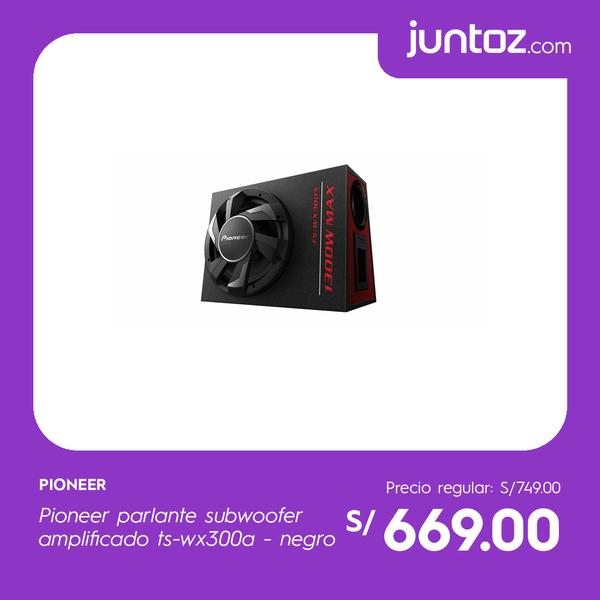 juntoz.com
Pioneer
TS-WX300A
1300W MAX
PIONEER
Pioneer parlante subwoofer
amplificado ts-wx300a - negro
Precio regular: S/749.00
S/ 669.00